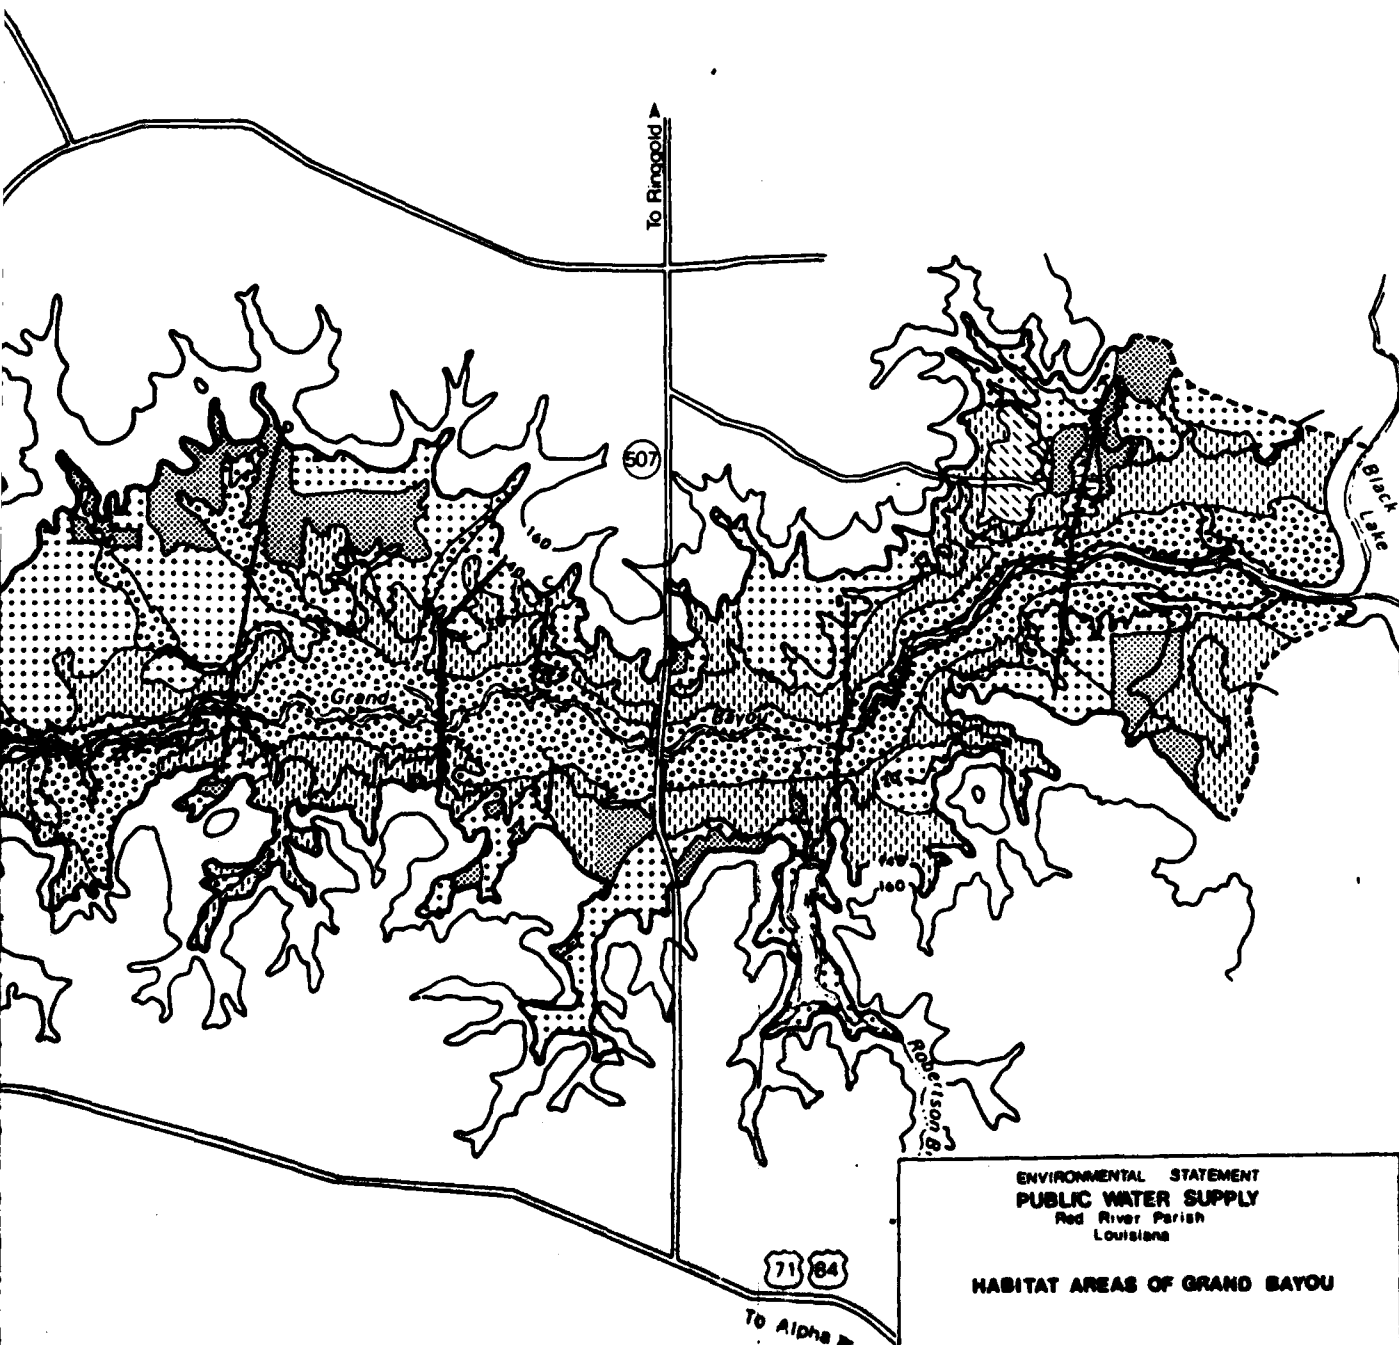 To Ringgold
507
160
Black
Lake
Grand
Bayou
140
160
Robertson B.
ENVIRONMENTAL STATEMENT
PUBLIC WATER SUPPLY
Red River Parish
Louisiana
71 84
HABITAT AREAS OF GRAND BAYOU
To Alpha